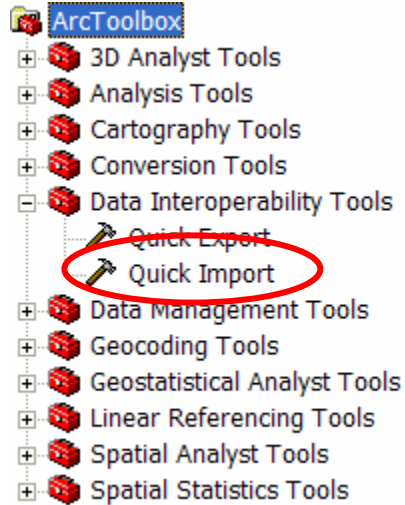 ArcToolbox
3D Analyst Tools
Analysis Tools
Cartography Tools
Conversion Tools
Data Interoperability Tools
Quick Export
Quick Import
Data Management Tools
Geocoding Tools
Geostatistical Analyst Tools
Linear Referencing Tools
Spatial Analyst Tools
Spatial Statistics Tools